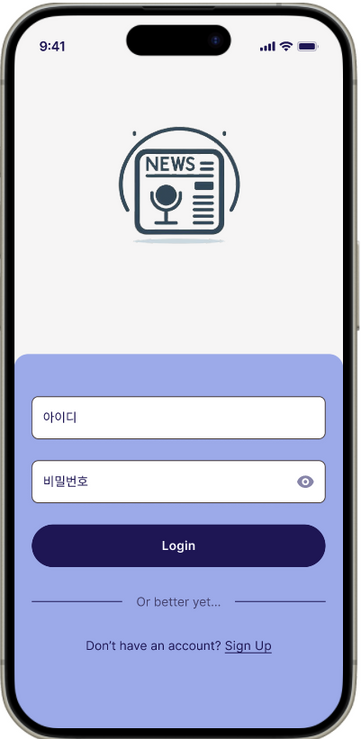 9:41
NEWS
아이디
비밀번호
Login
Or better yet...
Don't have an account? Sign Up